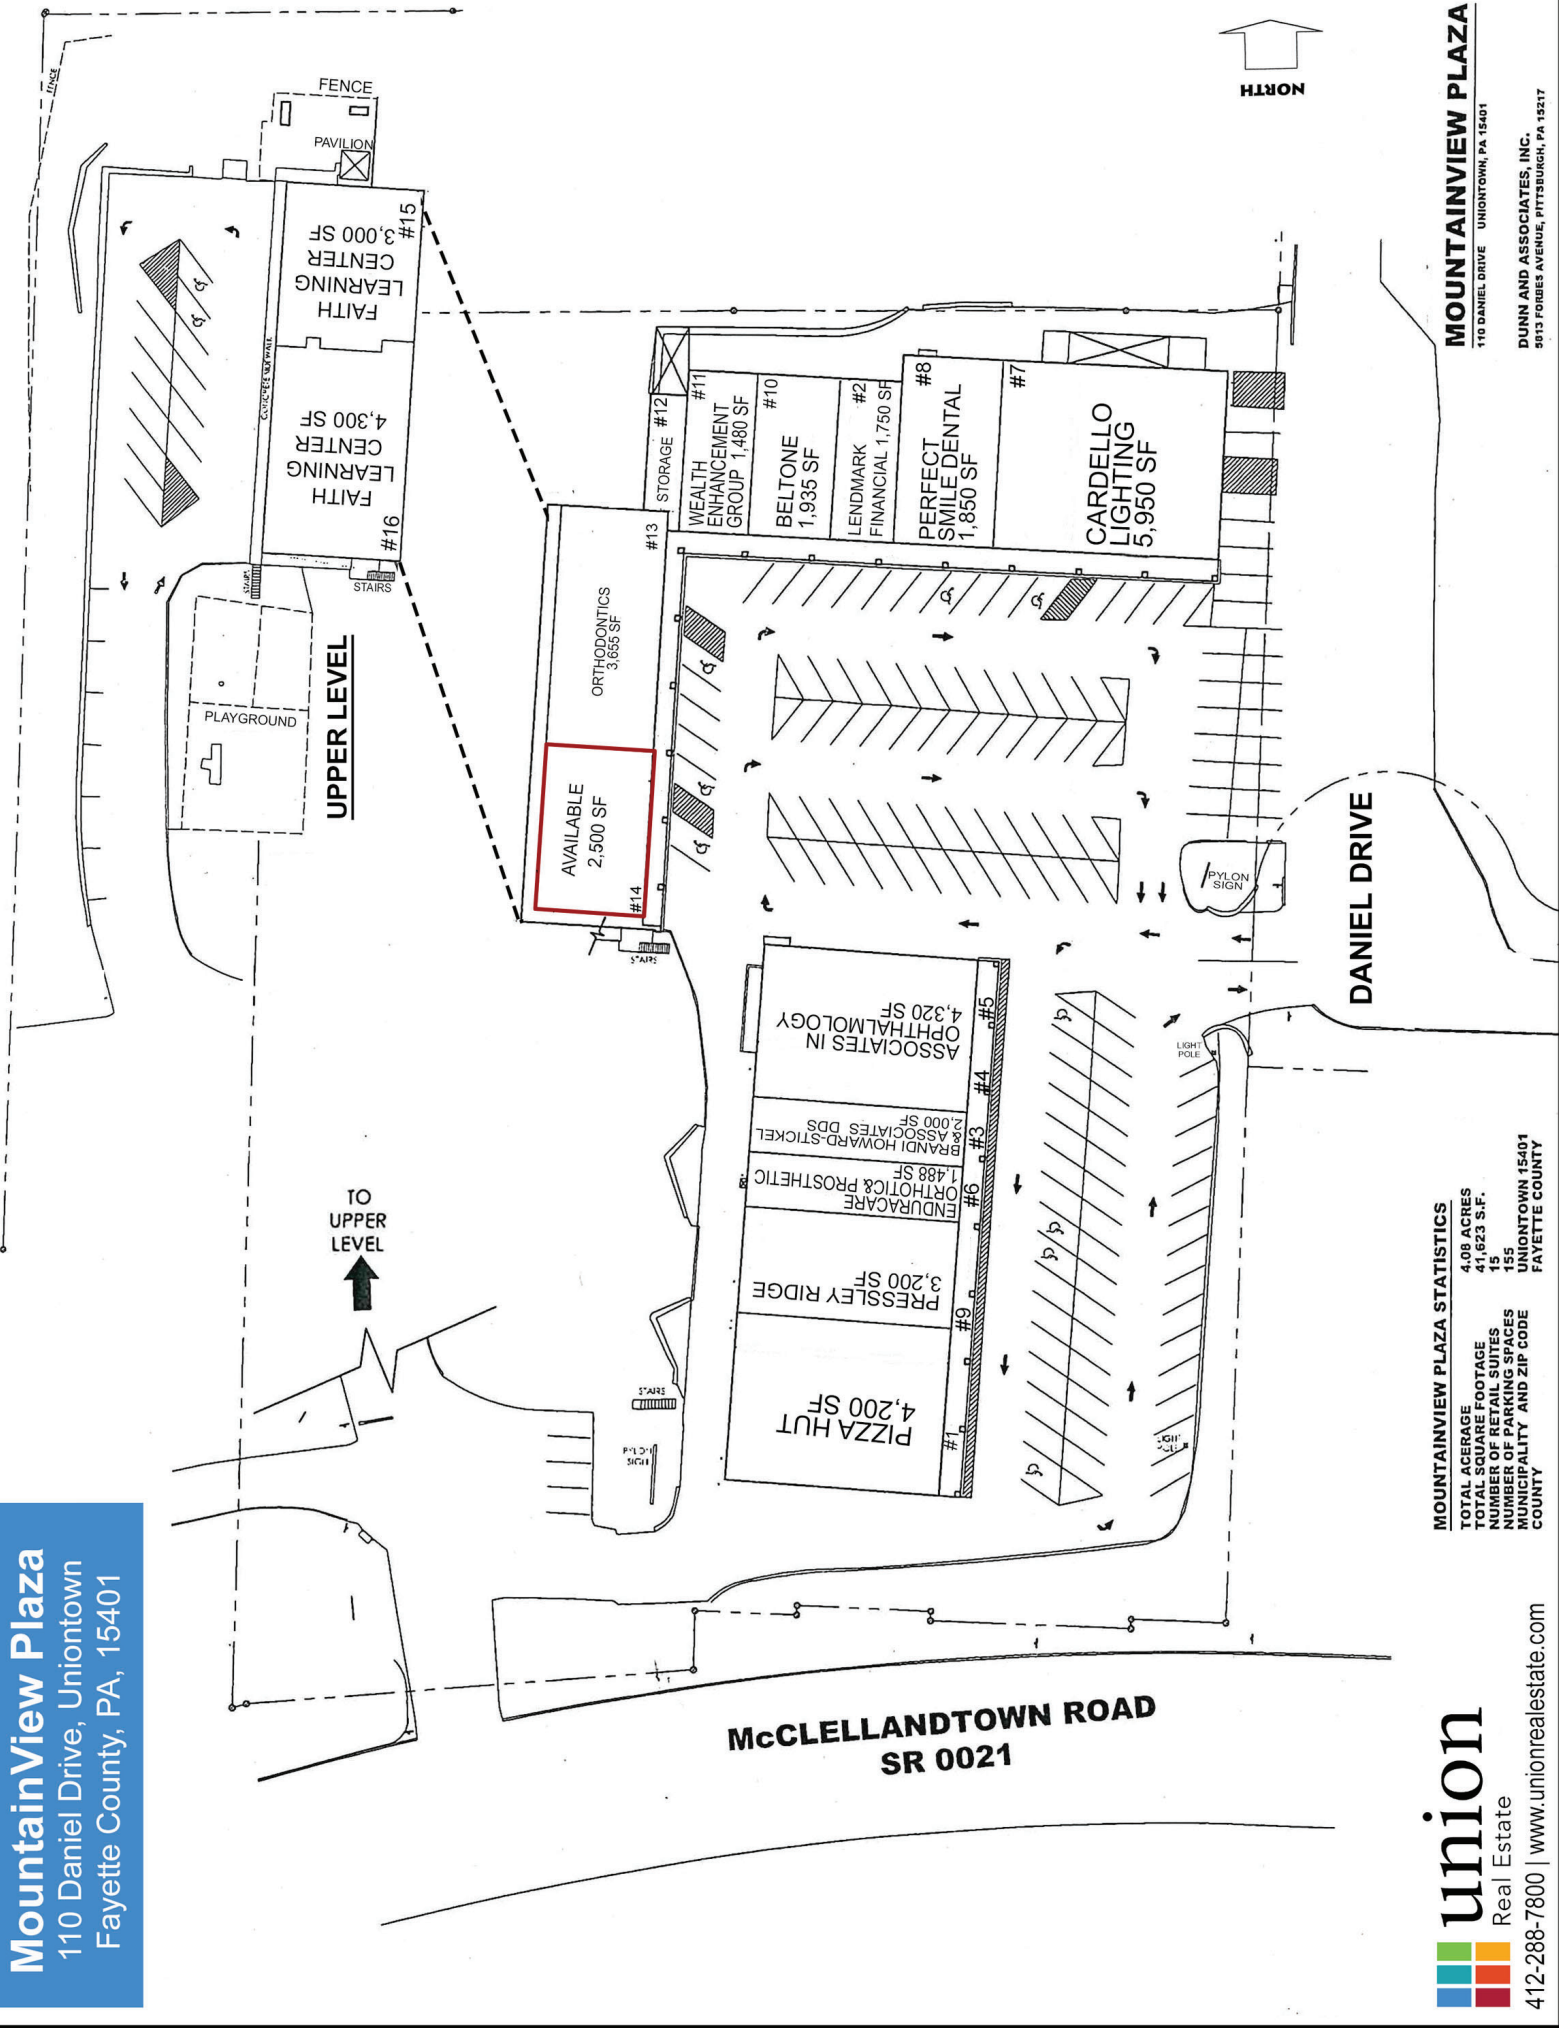 MountainView Plaza
110 Daniel Drive, Uniontown
Fayette County, PA, 15401
FENCE
FENCE
PAVILION
CONCRETE SIDEWALK
FAITH
LEARNING
CENTER
3,000 SF
#15
FAITH
LEARNING
CENTER
4,300 SF
#16
STAIRS
STAIRS
PLAYGROUND
UPPER LEVEL
TO
UPPER
LEVEL
AVAILABLE
2,500 SF
#14
STAIRS
ORTHODONTICS
3,655 SF
#13
STORAGE #12
WEALTH #11
ENHANCEMENT
GROUP 1,480 SF
#10
BELTONE
1,935 SF
LENDMARK #2
FINANCIAL 1,750 SF
#8
PERFECT
SMILE DENTAL
1,850 SF
#7
CARDELLO
LIGHTING
5,950 SF
ASSOCIATES IN
OPHTHALMOLOGY
4,320 SF
#5
#4
BRANDI HOWARD-STICKEL
& ASSOCIATES DDS
2,000 SF
#3
ENDURACARE
ORTHOTIC& PROSTHETIC
1,488 SF
#6
PRESSLEY RIDGE
3,200 SF
#9
PIZZA HUT
4,200 SF
#1
STAIRS
PYLON
SIGN
PYLON
SIGN
LIGHT
POLE
LIGHT
POLE
DANIEL DRIVE
McCLELLANDTOWN ROAD
SR 0021
NORTH
MOUNTAINVIEW PLAZA
110 DANIEL DRIVE UNIONTOWN, PA 15401
DUNN AND ASSOCIATES, INC.
5813 FORBES AVENUE, PITTSBURGH, PA 15217
MOUNTAINVIEW PLAZA STATISTICS
TOTAL ACERAGE 4.08 ACRES
TOTAL SQUARE FOOTAGE 41,623 S.F.
NUMBER OF RETAIL SUITES 15
NUMBER OF PARKING SPACES 155
MUNICIPALITY AND ZIP CODE UNIONTOWN 15401
COUNTY FAYETTE COUNTY
union
Real Estate
412-288-7800 | www.unionrealestate.com